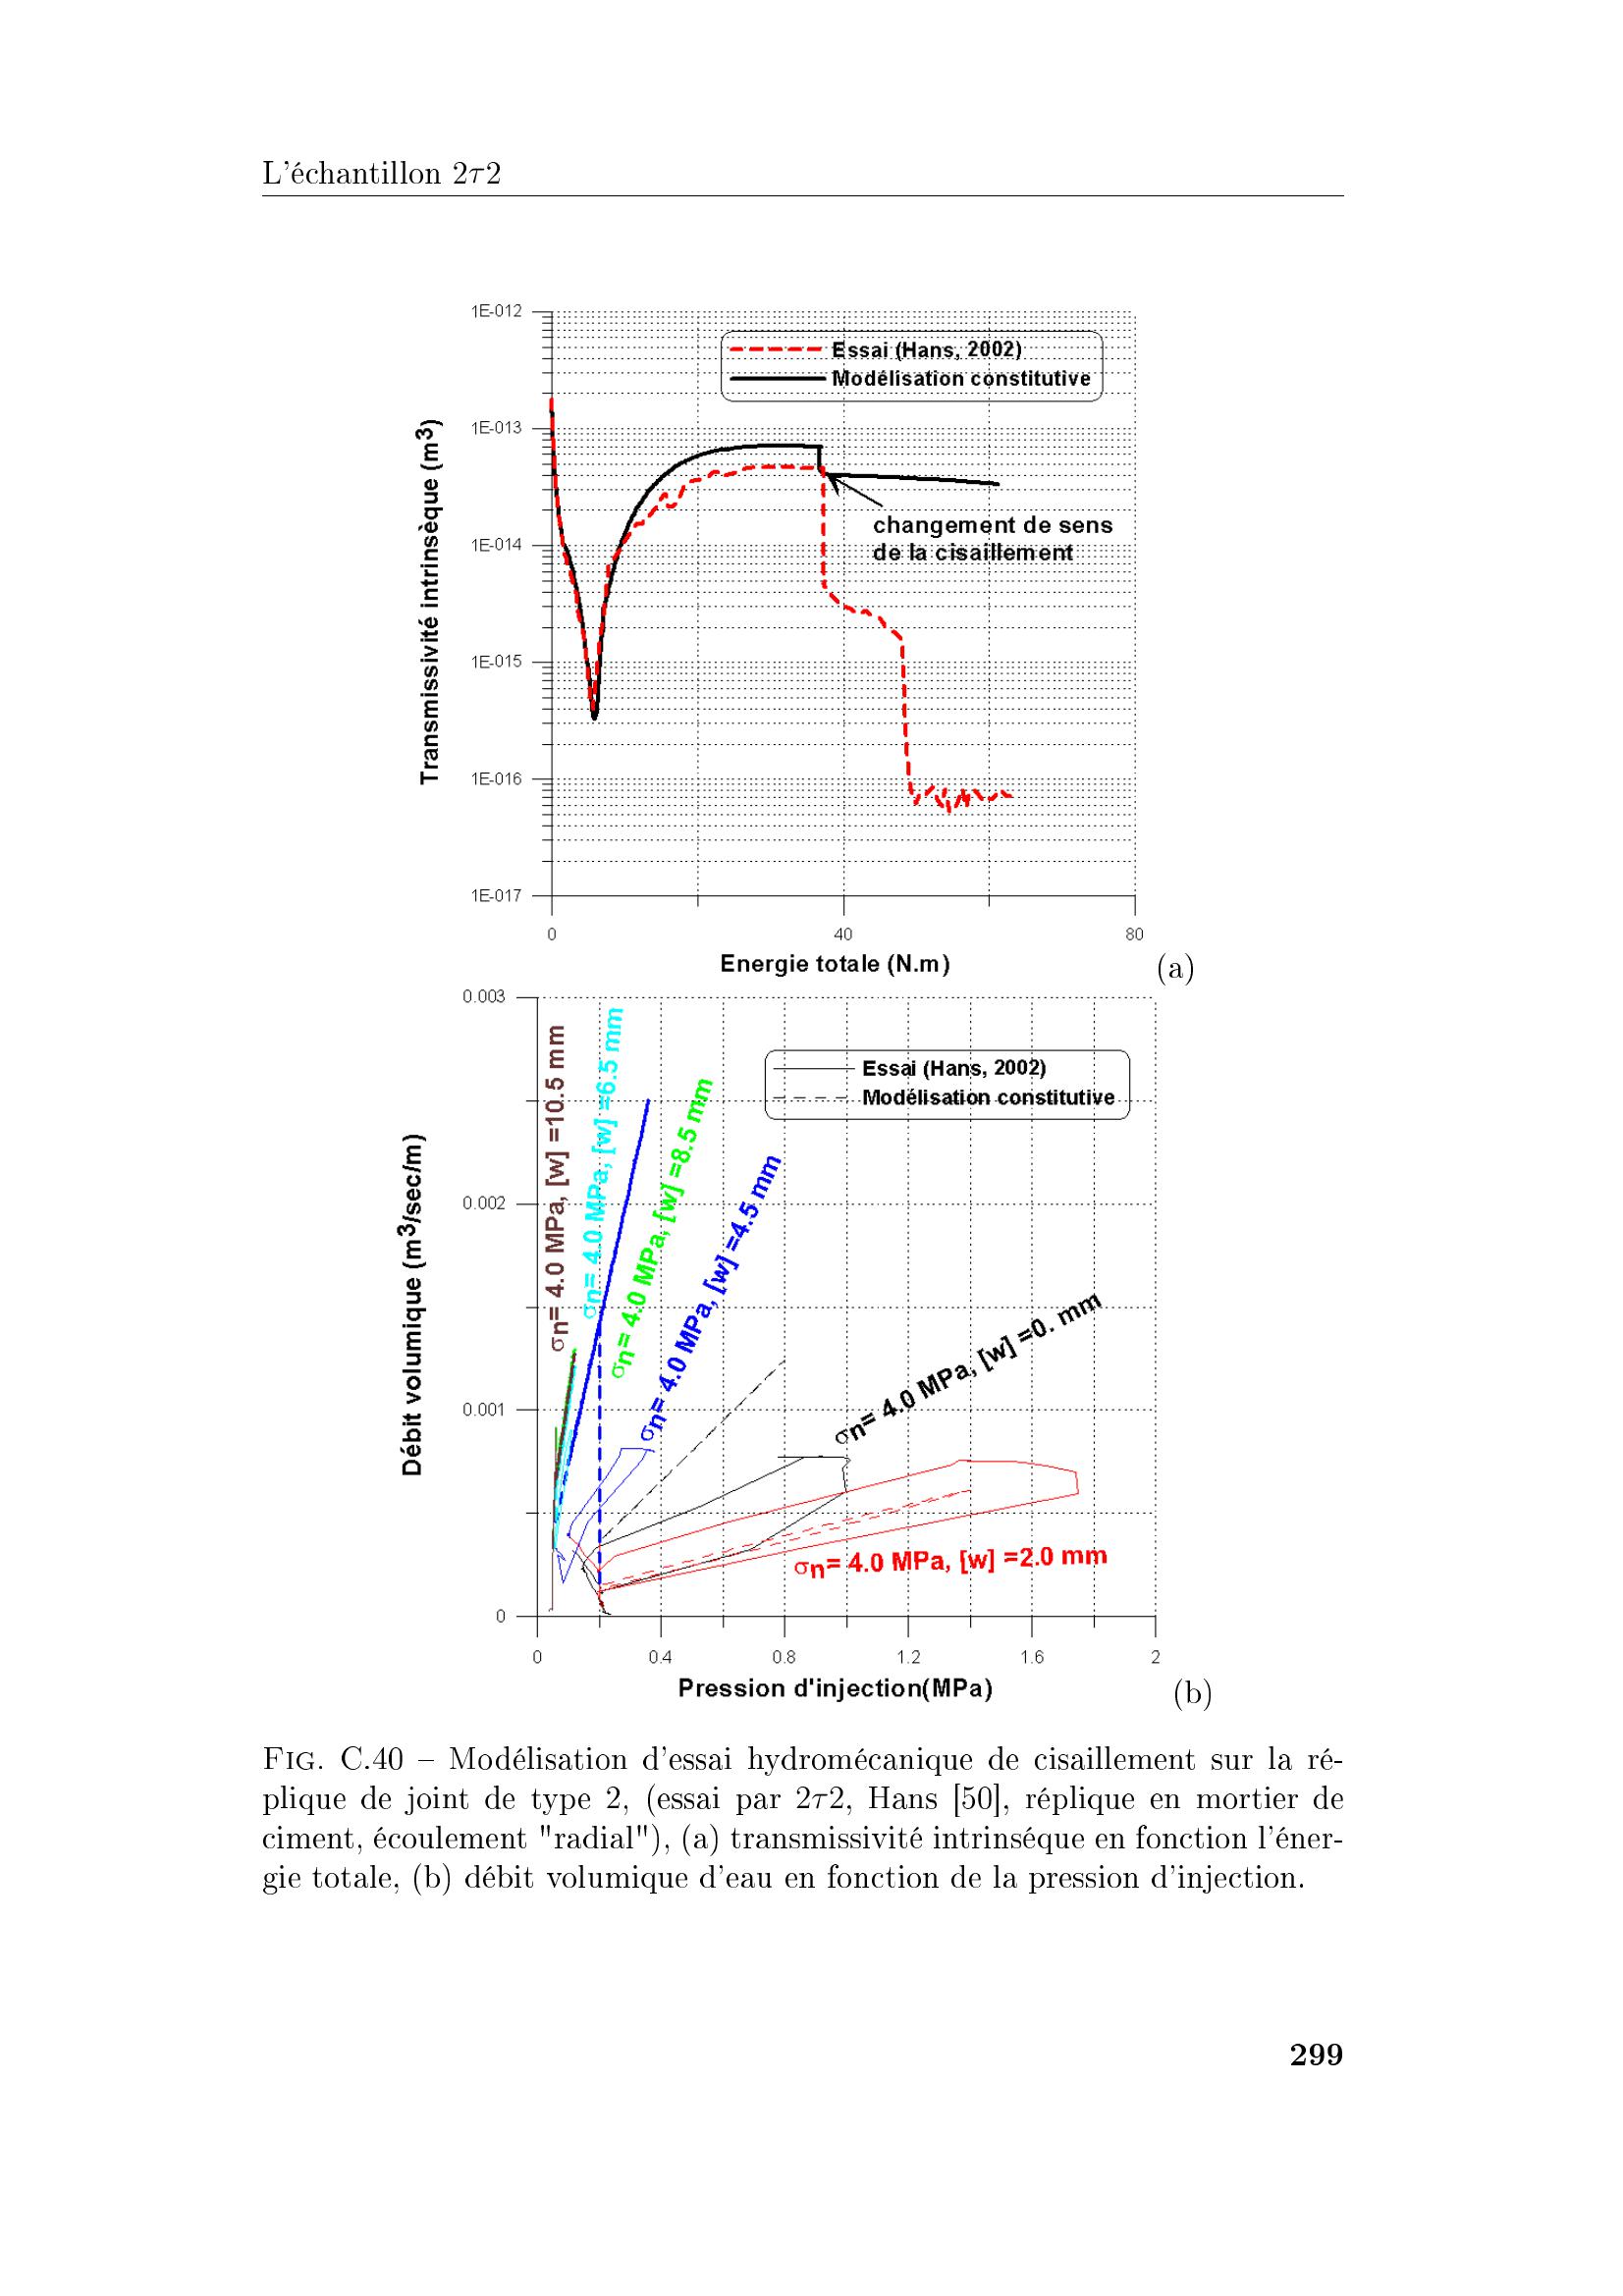 L'échantillon 2τ2
1E-012
1E-013
1E-014
1E-015
1E-016
1E-017
Transmissivité intrinsèque (m3)
Essai (Hans, 2002)
Modélisation constitutive
changement de sens
de la cisaillement
0
40
80
Energie totale (N.m)
(a)
0.003
0.002
0.001
0
Débit volumique (m3/sec/m)
σn= 4.0 MPa, [w] =10.5 mm
σn= 4.0 MPa, [w] =6.5 mm
σn= 4.0 MPa, [w] =8.5 mm
σn= 4.0 MPa, [w] =4.5 mm
Essai (Hans, 2002)
Modélisation constitutive
σn= 4.0 MPa, [w] =0. mm
σn= 4.0 MPa, [w] =2.0 mm
0
0.4
0.8
1.2
1.6
2
Pression d'injection(MPa)
(b)
FIG. C.40 – Modélisation d'essai hydromécanique de cisaillement sur la ré-
plique de joint de type 2, (essai par 2τ2, Hans [50], réplique en mortier de
ciment, écoulement "radial"), (a) transmissivité intrinséque en fonction l'éner-
gie totale, (b) débit volumique d'eau en fonction de la pression d'injection.
299